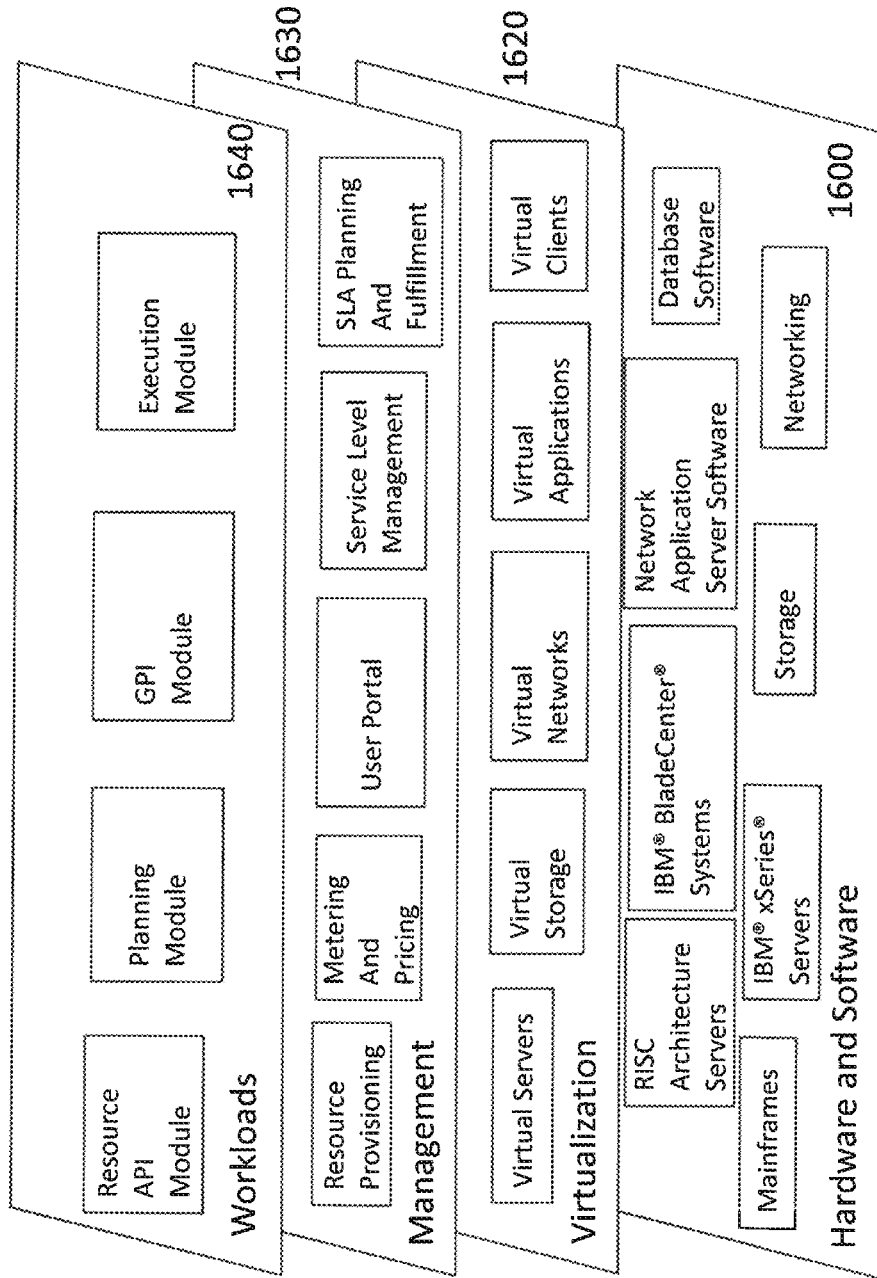 Resource
API
Module
Planning
Module
GPI
Module
Execution
Module
Workloads
1640
Resource
Provisioning
Metering
And
Pricing
User Portal
Service Level
Management
SLA Planning
And
Fulfillment
Management
1630
Virtual Servers
Virtual
Storage
Virtual
Networks
Virtual
Applications
Virtual
Clients
Virtualization
1620
RISC
Architecture
Servers
IBM® BladeCenter®
Systems
Network
Application
Server Software
Database
Software
Mainframes
IBM® xSeries®
Servers
Storage
Networking
Hardware and Software
1600